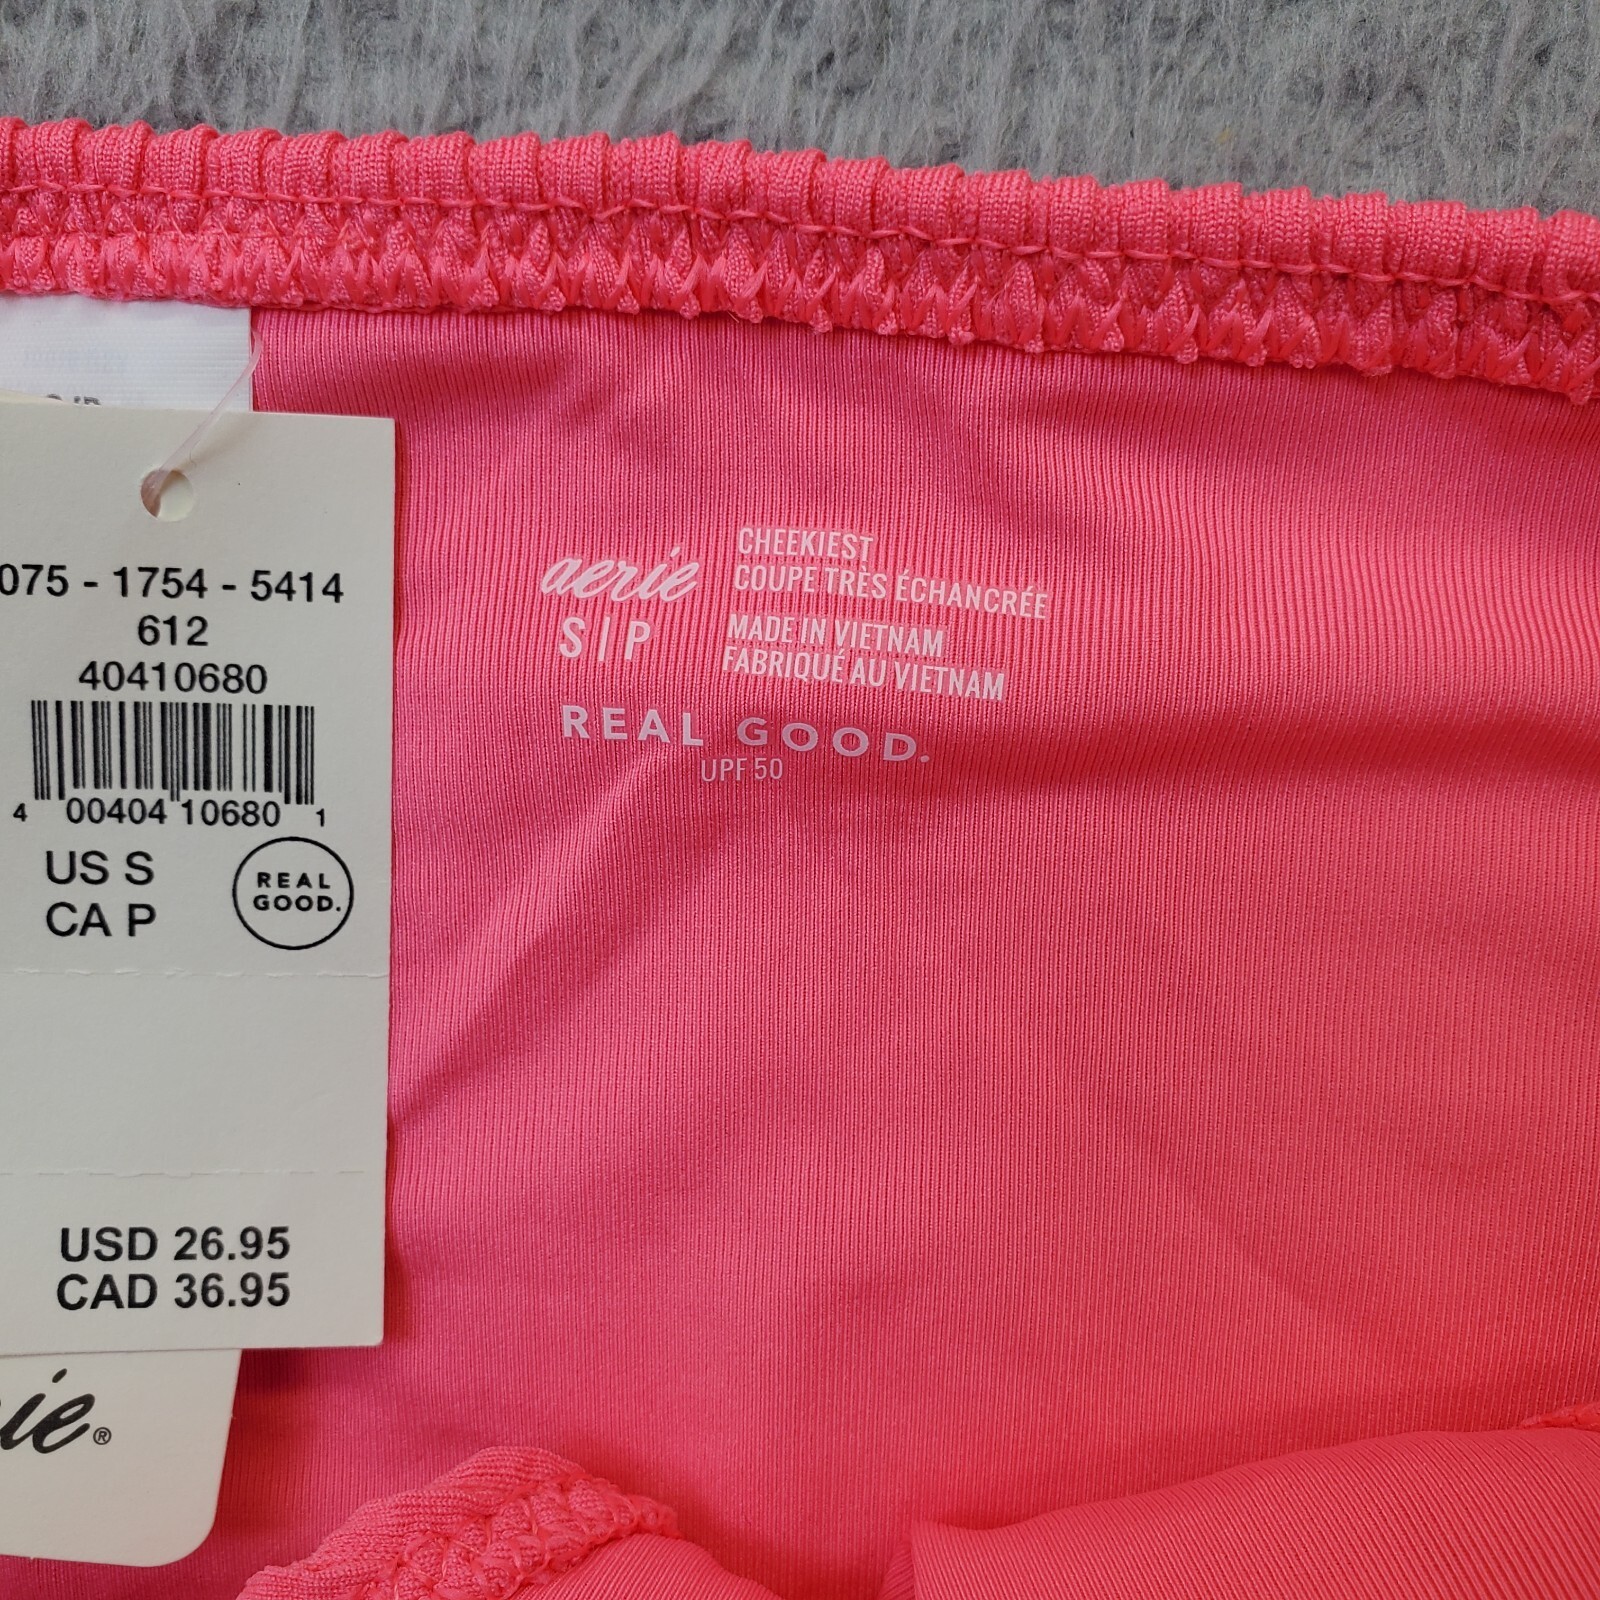 075 - 1754 - 5414
612
40410680
4 00404 10680 1
US S
CA P
REAL
GOOD.
USD 26.95
CAD 36.95
ie®
aerie
S | P
CHEEKIEST
COUPE TRÈS ÉCHANCRÉE
MADE IN VIETNAM
FABRIQUÉ AU VIETNAM
REAL GOOD.
UPF 50